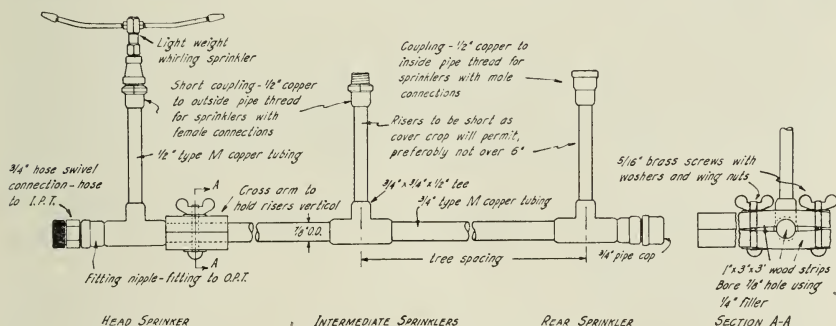 Light weight
whirling sprinkler
Short coupling - 1/2" copper
to outside pipe thread
for sprinklers with
female connections
1/2" type M copper tubing
3/4" hose swivel
connection - hose
to I.P.T.
A
Cross arm to
hold risers vertical
A
Fitting nipple - fitting to O.P.T.
Coupling - 1/2" copper to
inside pipe thread for
sprinklers with male
connections
Risers to be short as
cover crop will permit,
preferably not over 6"
3/4" x 3/4" x 1/2" tee
3/4" type M copper tubing
7/8" O.D.
tree spacing
3/4" pipe cap
5/16" brass screws with
washers and wing nuts
1" x 3" x 3' wood strips
Bore 7/8" hole using
1/4" filler
HEAD SPRINKER
INTERMEDIATE SPRINKLERS
REAR SPRINKLER
SECTION A-A